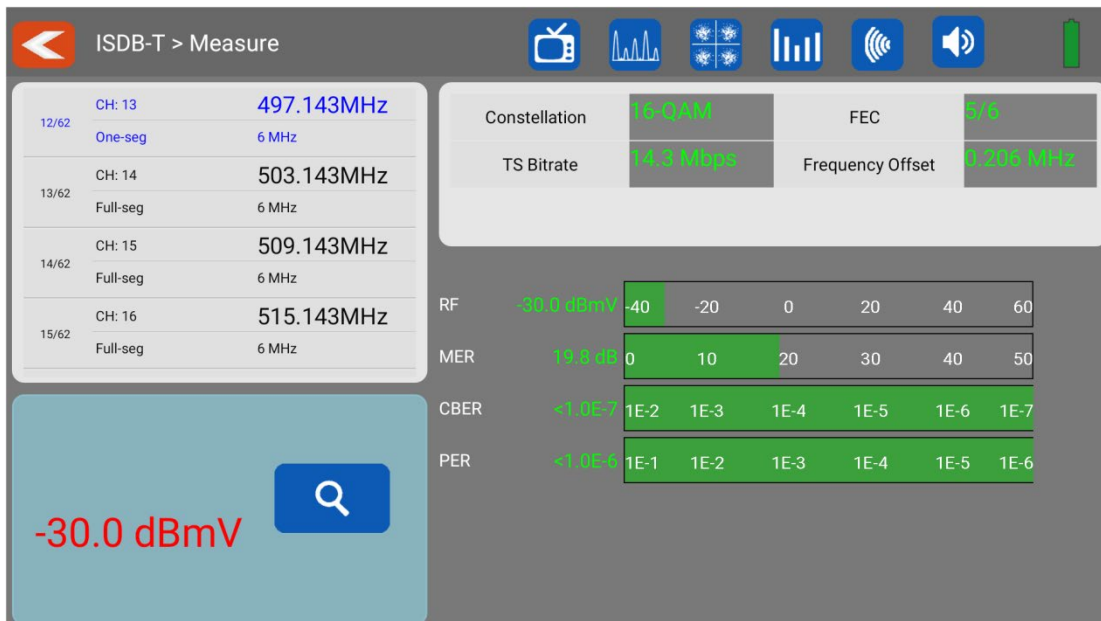 ISDB-T > Measure
12/62
CH: 13 497.143MHz
One-seg 6 MHz
13/62
CH: 14 503.143MHz
Full-seg 6 MHz
14/62
CH: 15 509.143MHz
Full-seg 6 MHz
15/62
CH: 16 515.143MHz
Full-seg 6 MHz
-30.0 dBmV
Constellation 16-QAM FEC 5/6
TS Bitrate 14.3 Mbps Frequency Offset 0.206 MHz
RF -30.0 dBmV -40 -20 0 20 40 60
MER 19.8 dB 0 10 20 30 40 50
CBER <1.0E-7 1E-2 1E-3 1E-4 1E-5 1E-6 1E-7
PER <1.0E-6 1E-1 1E-2 1E-3 1E-4 1E-5 1E-6